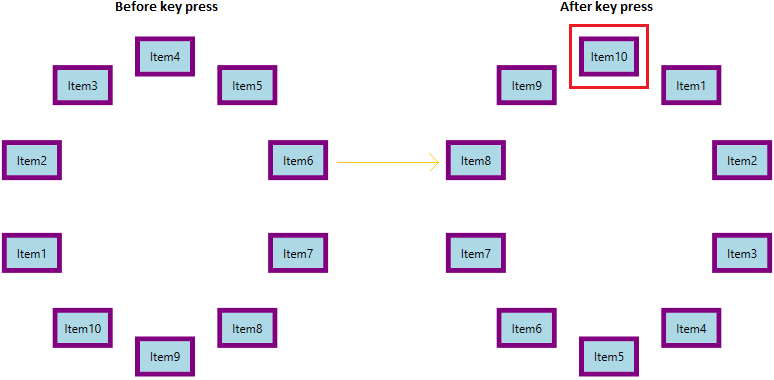 Before key press
After key press
Item4
Item3
Item5
Item2
Item6
Item1
Item7
Item10
Item8
Item9
Item10
Item9
Item1
Item8
Item2
Item7
Item3
Item6
Item4
Item5